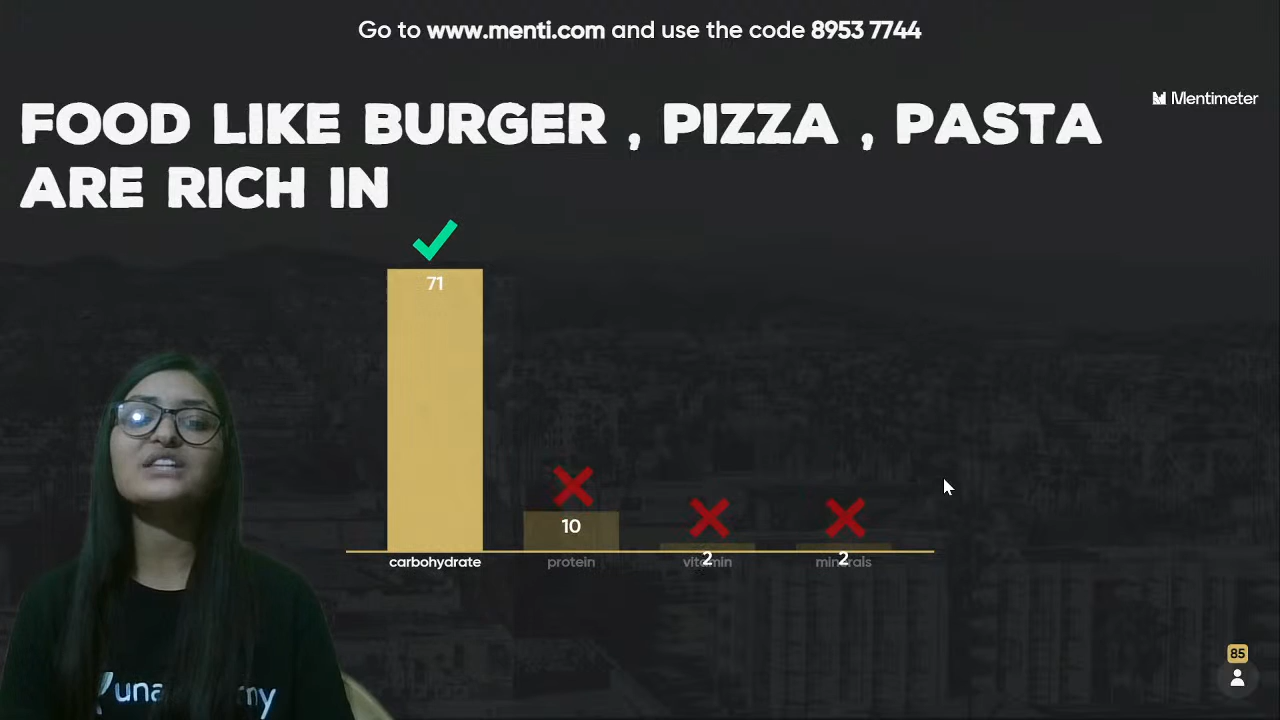 Go to www.menti.com and use the code 8953 7744
Mentimeter
FOOD LIKE BURGER , PIZZA , PASTA
ARE RICH IN
71
10
2
2
carbohydrate
protein
vitamin
minerals
85